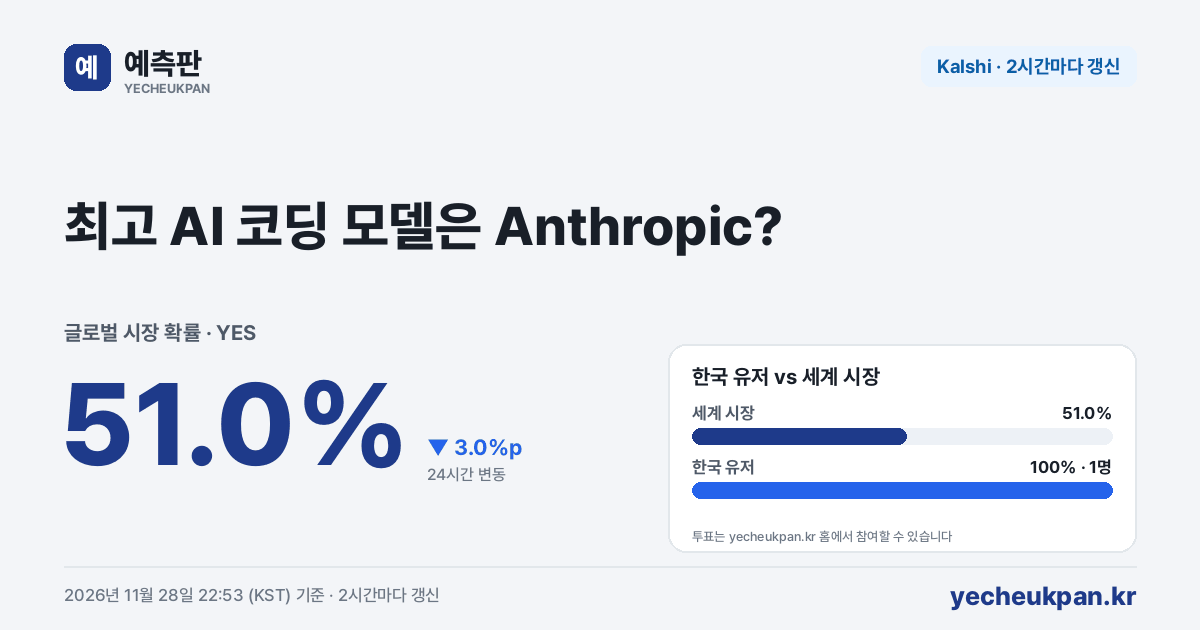 예
예측판
YECHEUKPAN
Kalshi · 2시간마다 갱신
최고 AI 코딩 모델은 Anthropic?
글로벌 시장 확률 · YES
51.0%
▼ 3.0%p
24시간 변동
한국 유저 vs 세계 시장
세계 시장 51.0%
한국 유저 100% · 1명
투표는 yecheukpan.kr 홈에서 참여할 수 있습니다
2026년 11월 28일 22:53 (KST) 기준 · 2시간마다 갱신
yecheukpan.kr